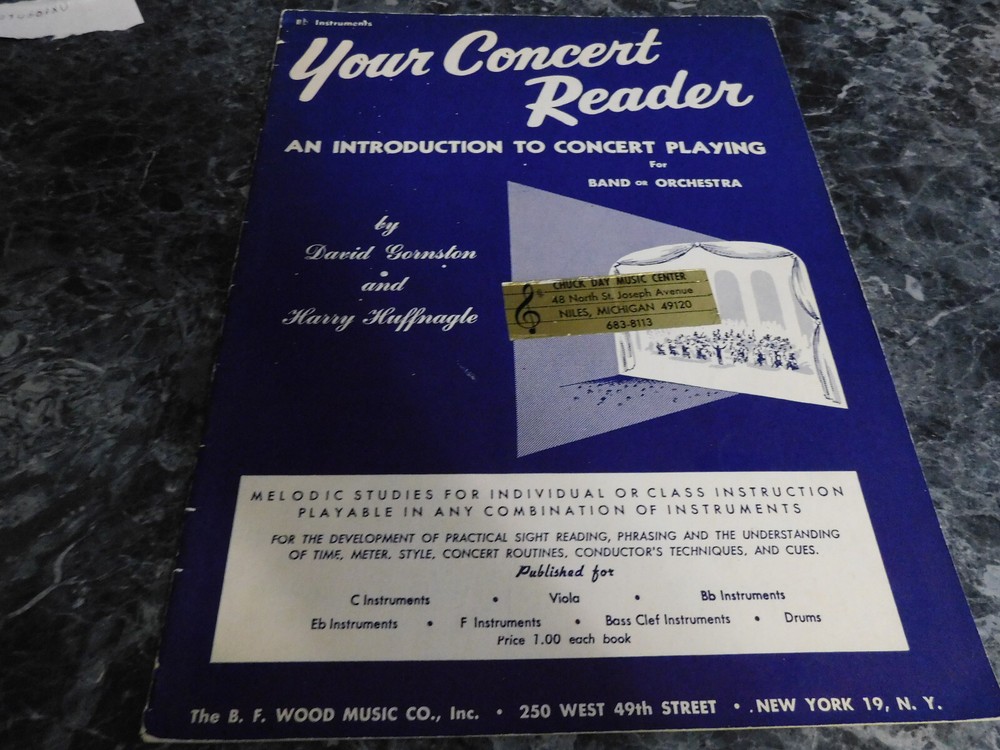 Eb Instruments
Your Concert
Reader
AN INTRODUCTION TO CONCERT PLAYING
For
BAND OR ORCHESTRA
by
David Gornston
and
Harry Huffnagle
CHUCK DAY MUSIC CENTER
48 North St. Joseph Avenue
NILES, MICHIGAN 49120
683-8113
MELODIC STUDIES FOR INDIVIDUAL OR CLASS INSTRUCTION
PLAYABLE IN ANY COMBINATION OF INSTRUMENTS
FOR THE DEVELOPMENT OF PRACTICAL SIGHT READING, PHRASING AND THE UNDERSTANDING
OF TIME, METER, STYLE, CONCERT ROUTINES, CONDUCTOR'S TECHNIQUES, AND CUES.
Published for
C Instruments • Viola • Bb Instruments
Eb Instruments • F Instruments • Bass Clef Instruments • Drums
Price 1.00 each book
The B. F. WOOD MUSIC CO., Inc. • 250 WEST 49th STREET • NEW YORK 19, N. Y.